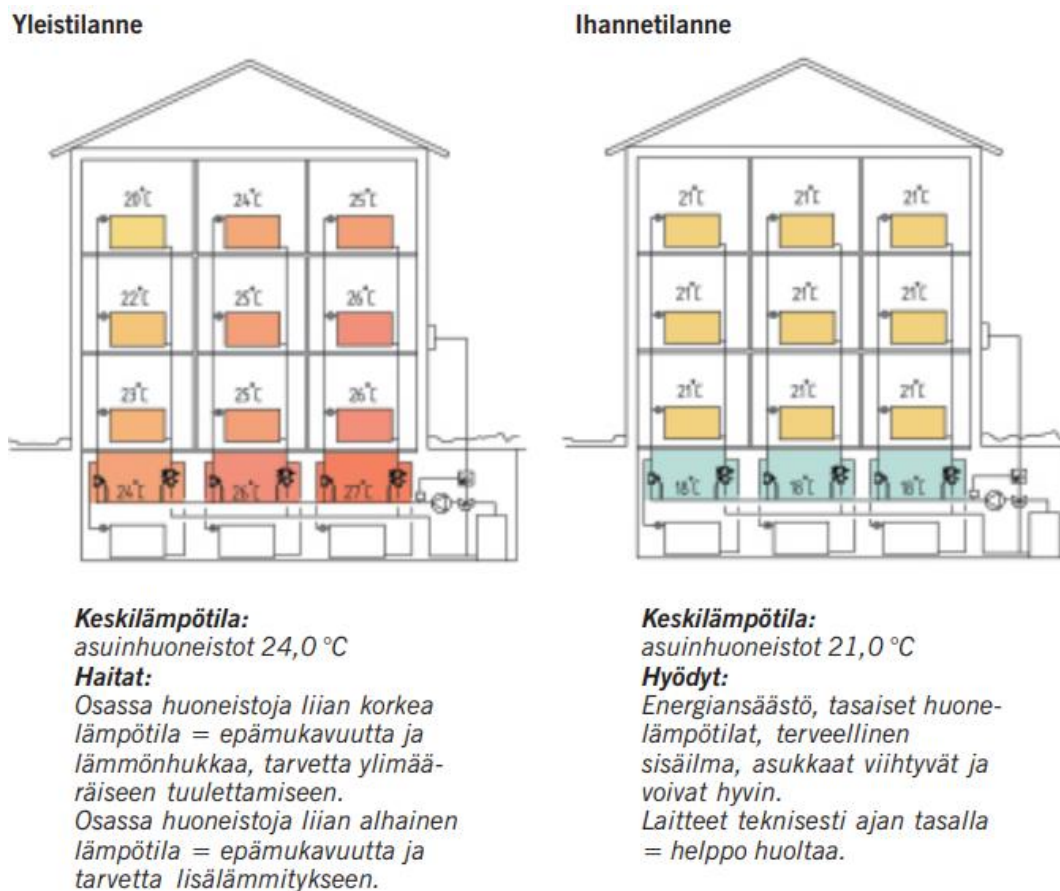 Yleistilanne
20°C 24°C 25°C
22°C 25°C 26°C
23°C 25°C 26°C
24°C 26°C 27°C
Keskilämpötila:
asuinhuoneistot 24,0 °C
Haitat:
Osassa huoneistoja liian korkea
lämpötila = epämukavuutta ja
lämmönhukkaa, tarvetta ylimää-
räiseen tuulettamiseen.
Osassa huoneistoja liian alhainen
lämpötila = epämukavuutta ja
tarvetta lisälämmitykseen.
Ihannetilanne
21°C 21°C 21°C
21°C 21°C 21°C
21°C 21°C 21°C
18°C 18°C 18°C
Keskilämpötila:
asuinhuoneistot 21,0 °C
Hyödyt:
Energiansäästö, tasaiset huone-
lämpötilat, terveellinen
sisäilma, asukkaat viihtyvät ja
voivat hyvin.
Laitteet teknisesti ajan tasalla
= helppo huoltaa.